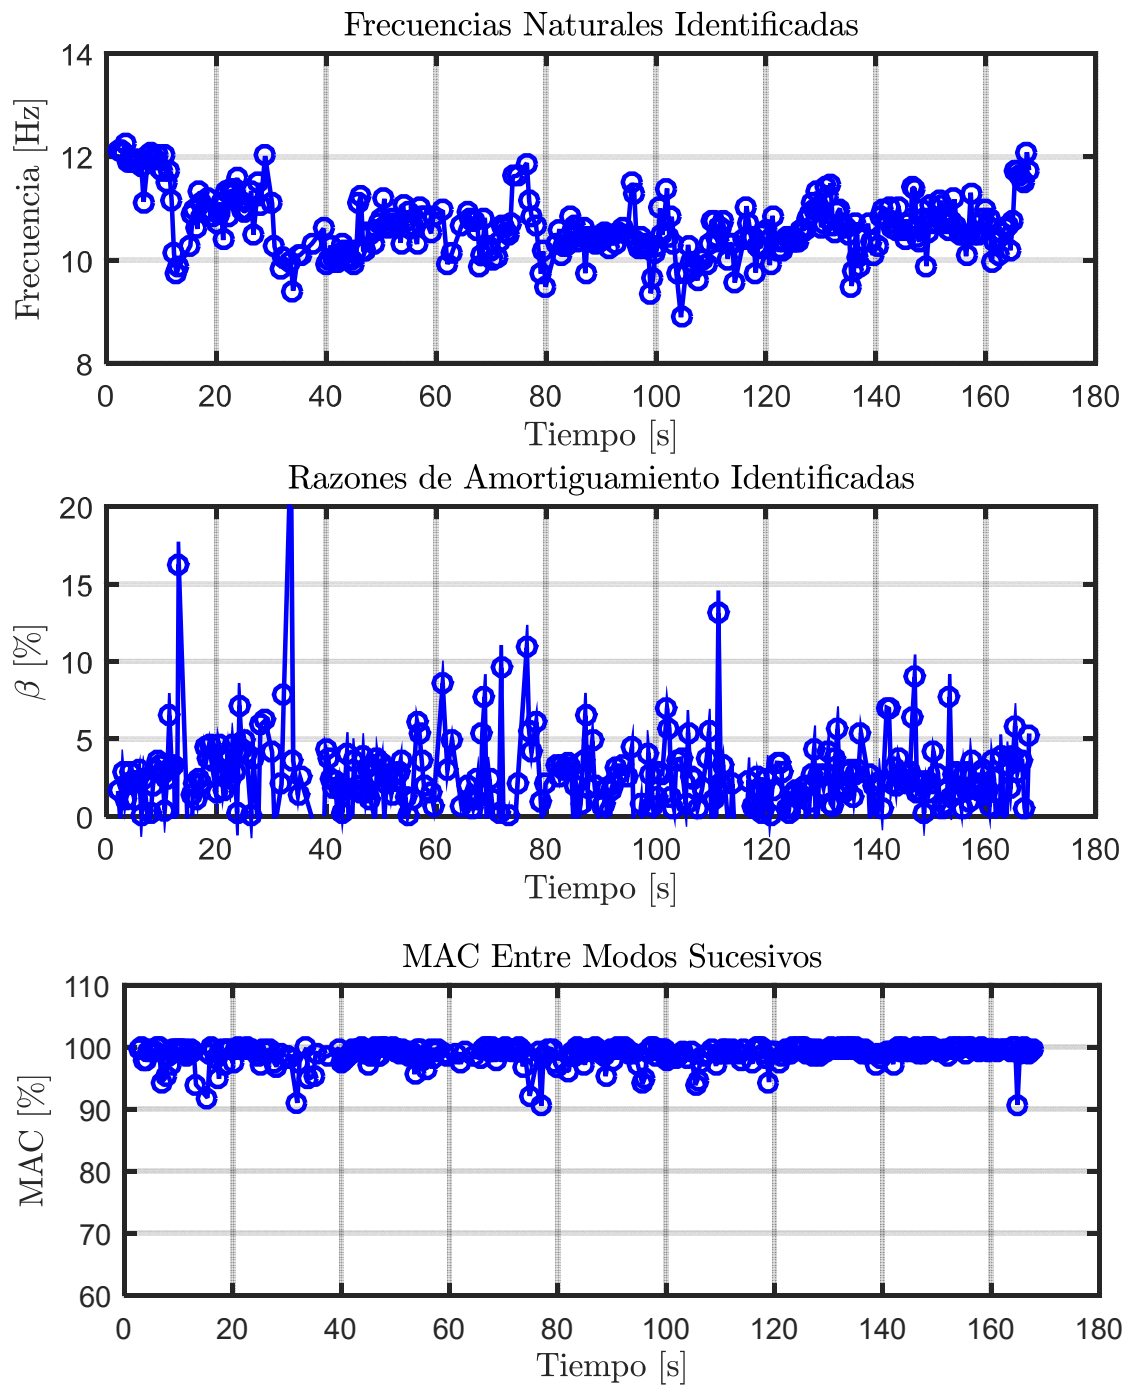 Frecuencias Naturales Identificadas
Frecuencia [Hz]
14
12
10
8
0 20 40 60 80 100 120 140 160 180
Tiempo [s]
Razones de Amortiguamiento Identificadas
β [%]
20
15
10
5
0
0 20 40 60 80 100 120 140 160 180
Tiempo [s]
MAC Entre Modos Sucesivos
MAC [%]
110
100
90
80
70
60
0 20 40 60 80 100 120 140 160 180
Tiempo [s]